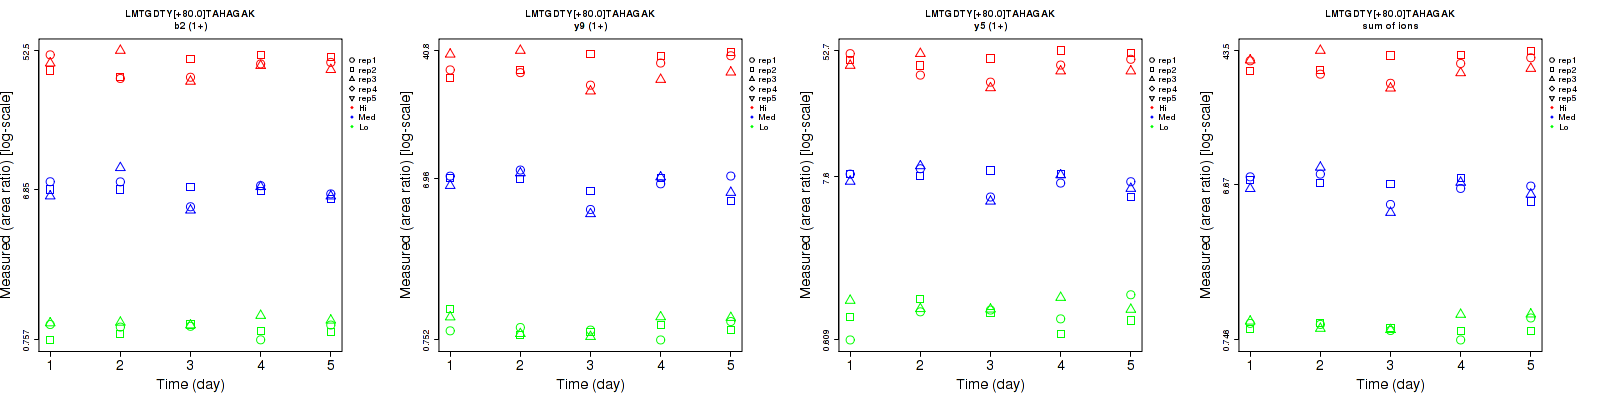 LMTGDTY[+80.0]TAHAGAK
b2 (1+)
Measured (area ratio) [log-scale]
52.5
6.85
0.757
1 2 3 4 5
Time (day)
rep1
rep2
rep3
rep4
rep5
Hi
Med
Lo
LMTGDTY[+80.0]TAHAGAK
y9 (1+)
Measured (area ratio) [log-scale]
40.8
6.96
0.752
1 2 3 4 5
Time (day)
rep1
rep2
rep3
rep4
rep5
Hi
Med
Lo
LMTGDTY[+80.0]TAHAGAK
y5 (1+)
Measured (area ratio) [log-scale]
52.7
7.6
0.609
1 2 3 4 5
Time (day)
rep1
rep2
rep3
rep4
rep5
Hi
Med
Lo
LMTGDTY[+80.0]TAHAGAK
sum of ions
Measured (area ratio) [log-scale]
43.5
6.67
0.746
1 2 3 4 5
Time (day)
rep1
rep2
rep3
rep4
rep5
Hi
Med
Lo